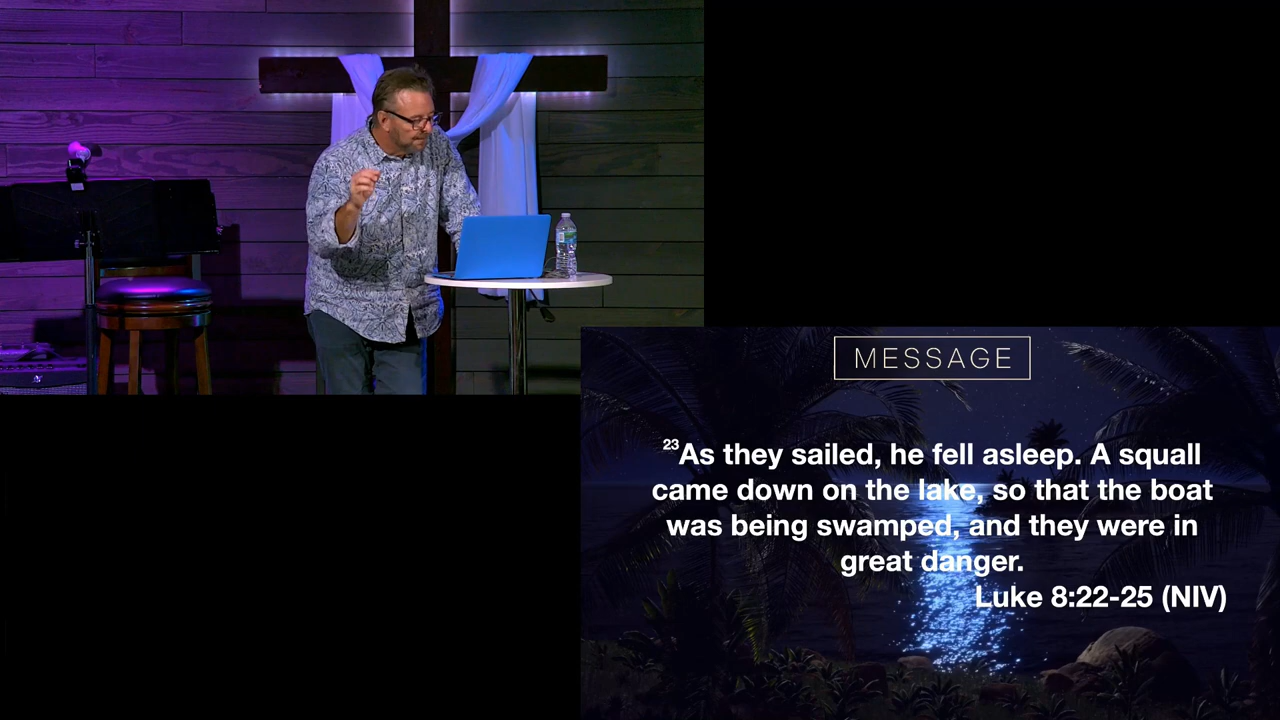 MESSAGE
23As they sailed, he fell asleep. A squall
came down on the lake, so that the boat
was being swamped, and they were in
great danger.
Luke 8:22-25 (NIV)